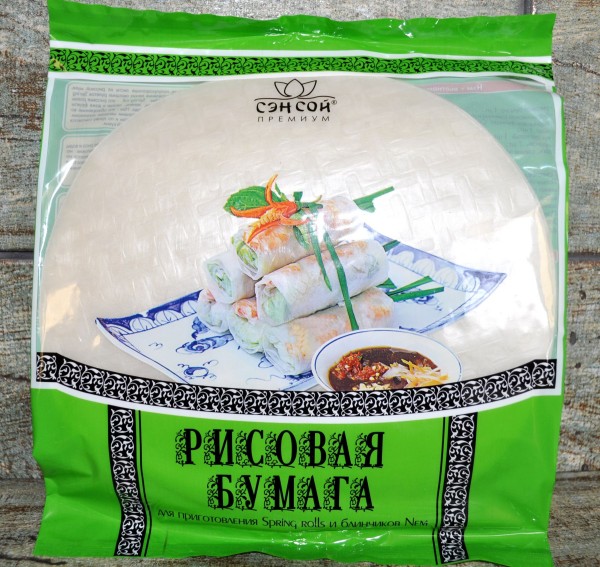 СЭН СОЙ®
ПРЕМИУМ
РИСОВАЯ
БУМАГА
для приготовления Spring rolls и блинчиков Nem